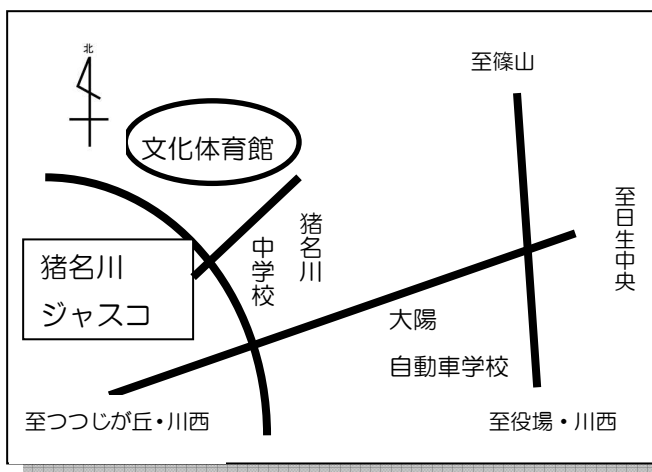 北
至篠山
文化体育館
猪名川
中学校
至日生中央
猪名川
ジャスコ
大陽
自動車学校
至つつじが丘・川西
至役場・川西